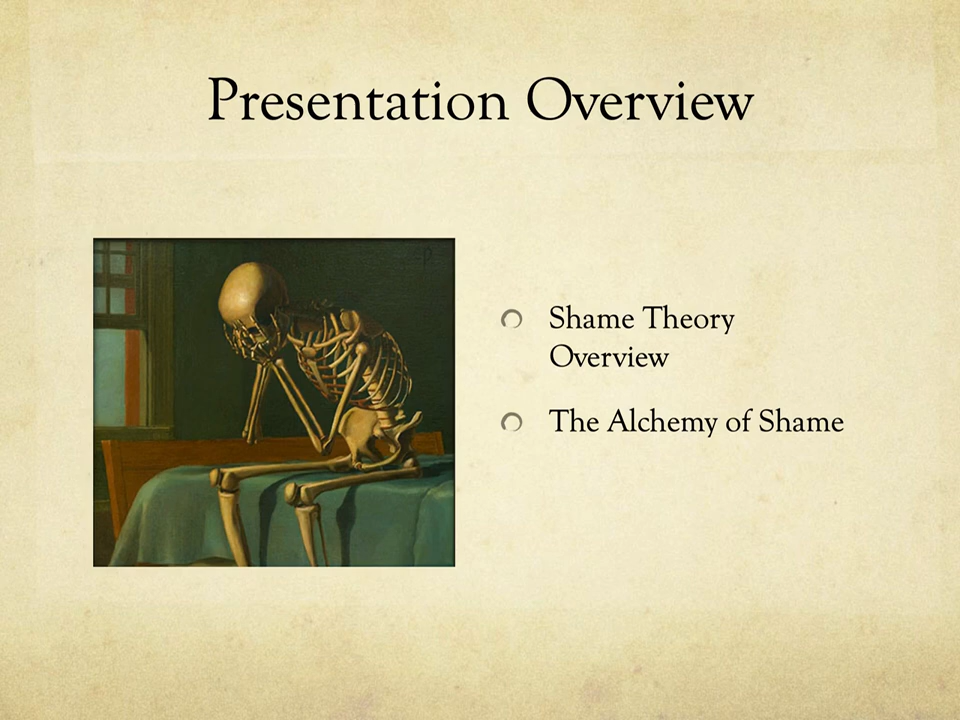 Presentation Overview
Shame Theory
Overview
The Alchemy of Shame